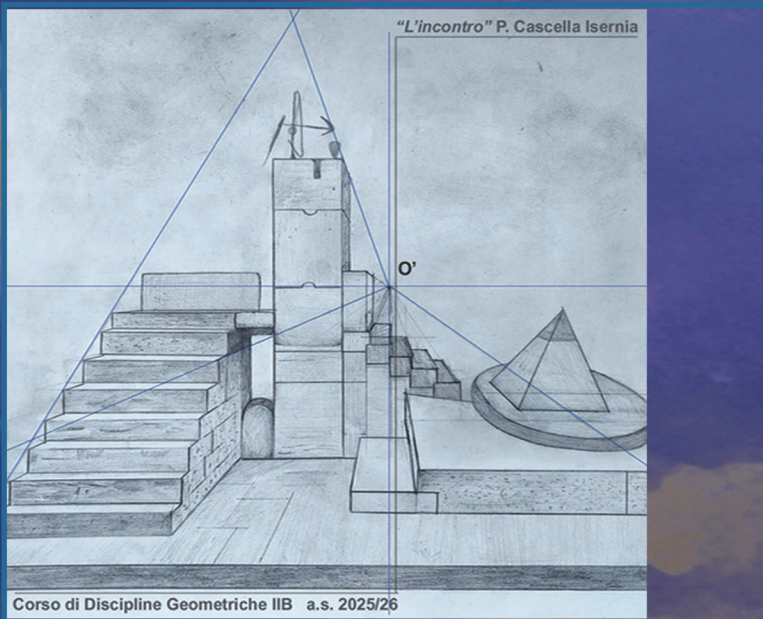 “L’incontro” P. Cascella Isernia
O’
Corso di Discipline Geometriche IIB a.s. 2025/26